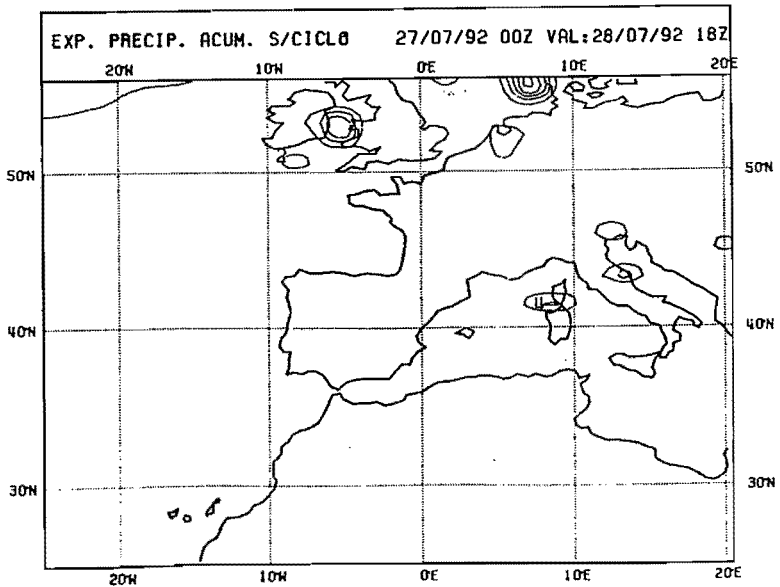 EXP. PRECIP. ACUM. S/CICLO 27/07/92 00Z VAL:28/07/92 18Z
20W 10W 0E 10E 20E
50N 50N
40N 40N
30N 30N
20W 10W 0E 10E 20E